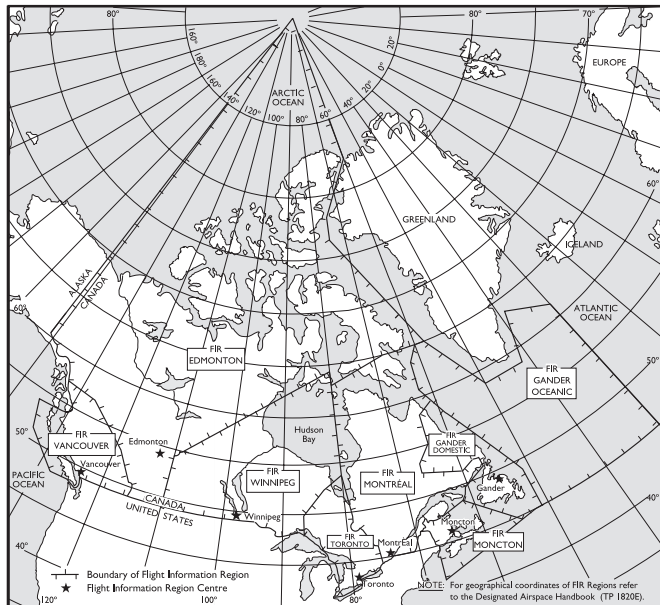 80°
160°
180°
160°
140°
120°
100°
80°
60°
40°
20°
0°
20°
80°
70°
60°
50°
40°
EUROPE
ARCTIC
OCEAN
GREENLAND
ICELAND
ATLANTIC
OCEAN
ALASKA
CANADA
60°
FIR
EDMONTON
FIR
GANDER
OCEANIC
50°
FIR
VANCOUVER
Vancouver
Edmonton
Hudson
Bay
FIR
GANDER
DOMESTIC
FIR
WINNIPEG
FIR
MONTRÉAL
Gander
PACIFIC
OCEAN
CANADA
UNITED STATES
Winnipeg
FIR
TORONTO
Montréal
Moncton
FIR
MONCTON
40°
Toronto
Boundary of Flight Information Region
Flight Information Region Centre
NOTE: For geographical coordinates of FIR Regions refer
to the Designated Airspace Handbook (TP 1820E).
120°
100°
80°